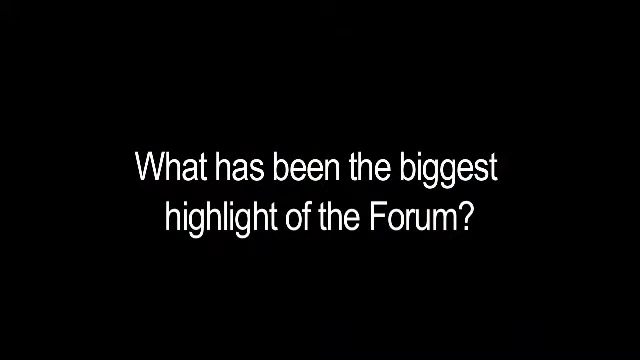 What has been the biggest
highlight of the Forum?